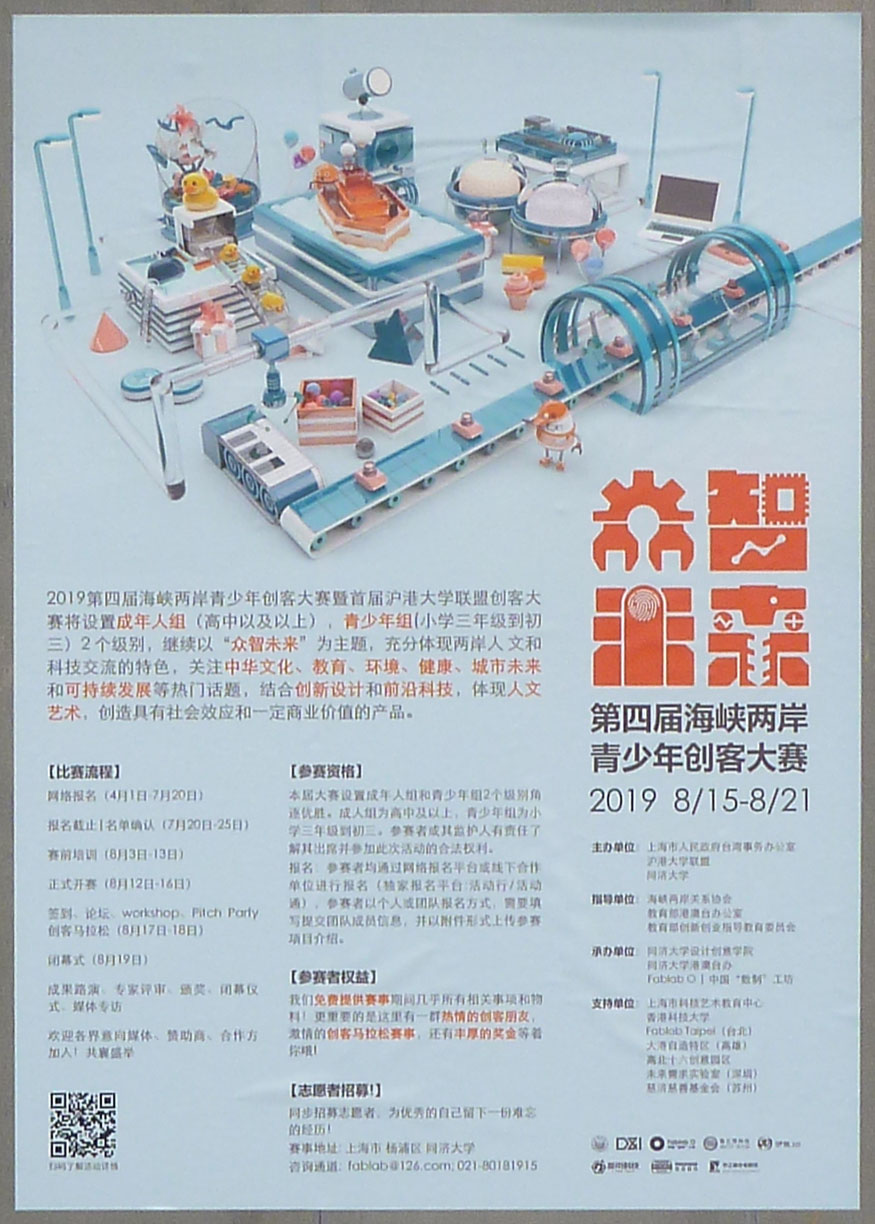 众智
未来
第四届海峡两岸
青少年创客大赛
2019 8/15-8/21
2019第四届海峡两岸青少年创客大赛暨首届沪港大学联盟创客大
赛将设置成年人组（高中以及以上），青少年组(小学三年级到初
三）2个级别，继续以“众智未来”为主题，充分体现两岸人文和
科技交流的特色，关注中华文化、教育、环境、健康、城市未来
和可持续发展等热门话题，结合创新设计和前沿科技，体现人文
艺术，创造具有社会效应和一定商业价值的产品。
【比赛流程】
网络报名（4月1日-7月20日）
报名截止|名单确认（7月20日-25日）
赛前培训（8月3日-13日）
正式开赛（8月12日-16日）
签到、论坛、workshop、Pitch Party
创客马拉松（8月17日-18日）
闭幕式（8月19日）
成果路演、专家评审、颁奖、闭幕仪
式、媒体专访
欢迎各界意向媒体、赞助商、合作方
加入！共襄盛举
扫码了解活动详情
【参赛资格】
本届大赛设置成年人组和青少年组2个级别角
逐优胜。成人组为高中及以上，青少年组为小
学三年级到初三。参赛者或其监护人有责任了
解其出席并参加此次活动的合法权利。
报名：参赛者均通过网络报名平台或线下合作
单位进行报名（独家报名平台:活动行/活动
通），参赛者以个人或团队报名方式，需要填
写提交团队成员信息，并以附件形式上传参赛
项目介绍。
【参赛者权益】
我们免费提供赛事期间几乎所有相关事项和物
料！更重要的是这里有一群热情的创客朋友，
激情的创客马拉松赛事，还有丰厚的奖金等着
你哦!
【志愿者招募!】
同步招募志愿者，为优秀的自己留下一份难忘
的经历!
赛事地址: 上海市 杨浦区 同济大学
咨询通道: fablab@126.com; 021-80181915
主办单位: 上海市人民政府台湾事务办公室
沪港大学联盟
同济大学
指导单位: 海峡两岸关系协会
教育部港澳台办公室
教育部创新创业指导教育委员会
承办单位: 同济大学设计创意学院
同济大学港澳台办
Fablab O | 中国“数制”工坊
支持单位: 上海市科技艺术教育中心
香港科技大学
Fablab Taipei（台北）
大湾自造特区（高雄）
南北十六创意园区
未来需求实验室（深圳）
慈济慈善基金会（苏州）
D&I